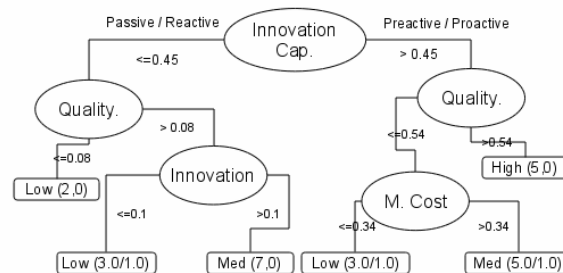 Passive / Reactive
Preactive / Proactive
Innovation
Cap.
<=0.45
> 0.45
Quality.
Quality.
> 0.08
<=0.54
>0.54
<=0.08
High (5,0)
Low (2,0)
Innovation
M. Cost
<=0.1
>0.1
<=0.34
>0.34
Low (3.0/1.0)
Med (7,0)
Low (3.0/1.0)
Med (5.0/1.0)